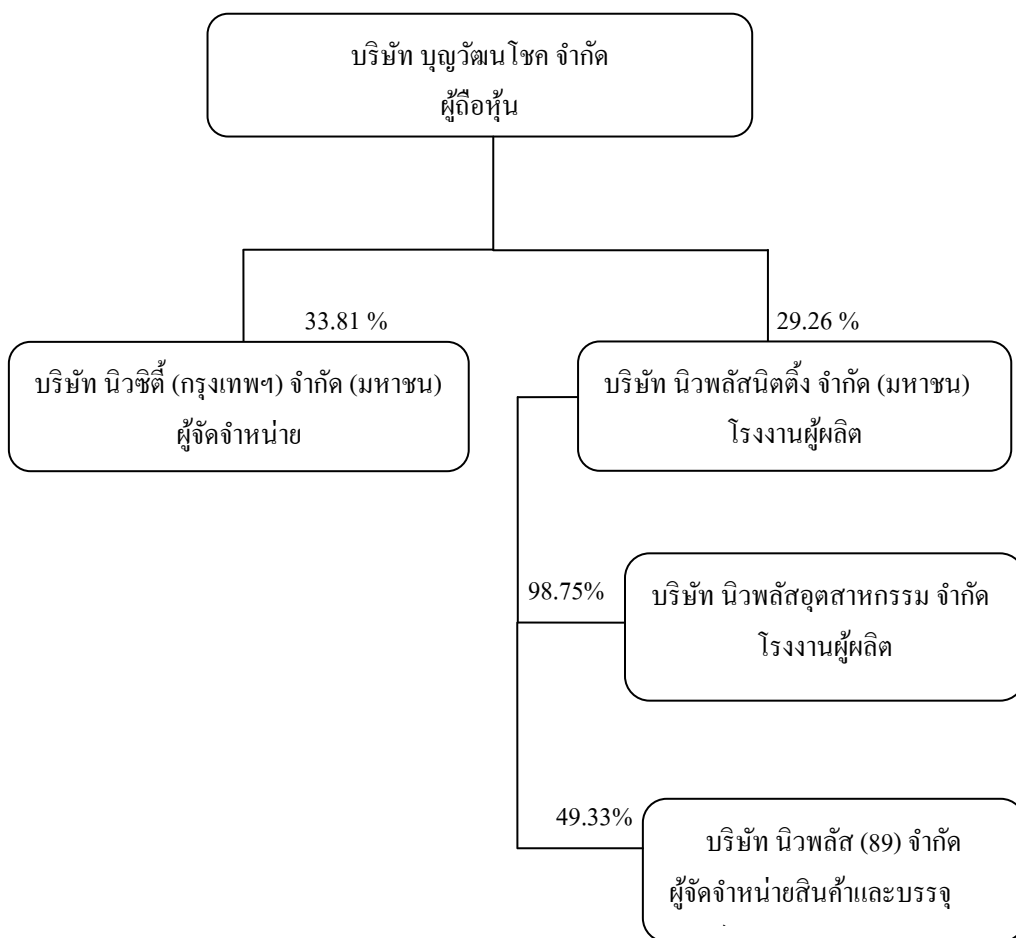 บริษัท บุญวัฒนโชค จำกัด
ผู้ถือหุ้น
33.81 %
29.26 %
บริษัท นิวซิตี้ (กรุงเทพฯ) จำกัด (มหาชน)
ผู้จัดจำหน่าย
บริษัท นิวพลัสนิตติ้ง จำกัด (มหาชน)
โรงงานผู้ผลิต
98.75%
บริษัท นิวพลัสอุตสาหกรรม จำกัด
โรงงานผู้ผลิต
49.33%
บริษัท นิวพลัส (89) จำกัด
ผู้จัดจำหน่ายสินค้าและบรรจุ